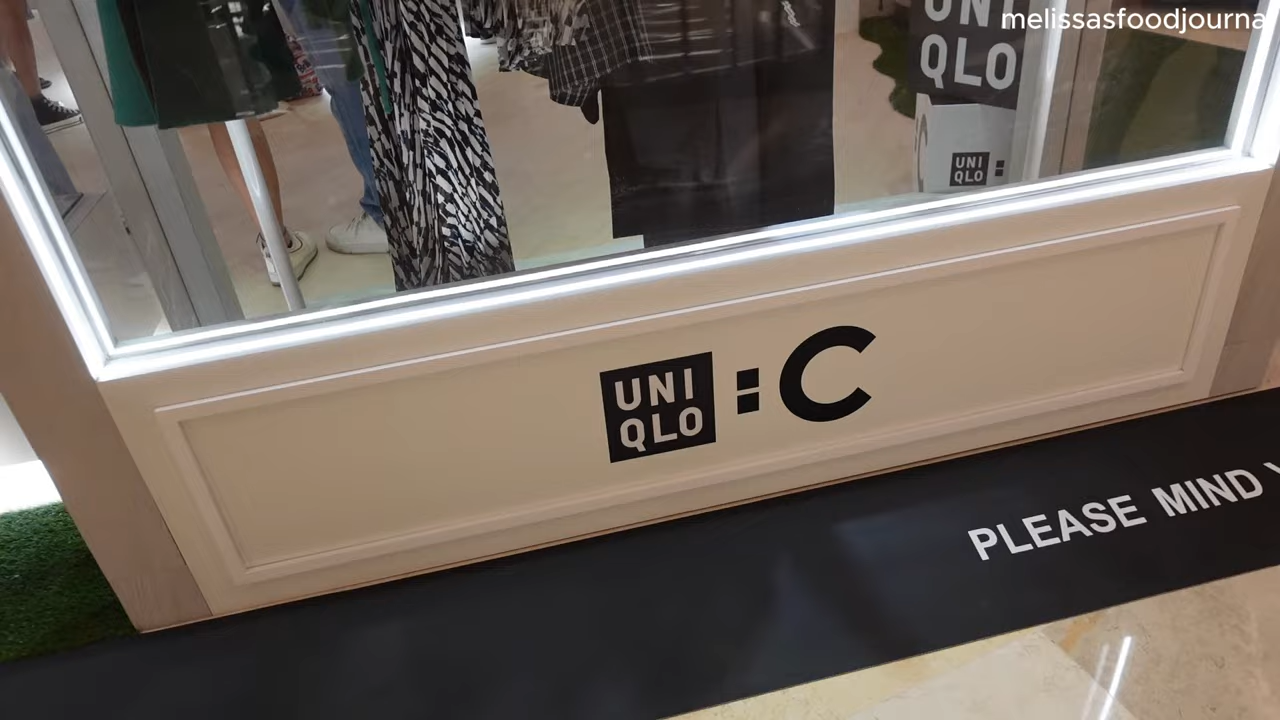 melissasfoodjourna
UNI
QLO
UNI
QLO :
UNI
QLO
: C
PLEASE MIND